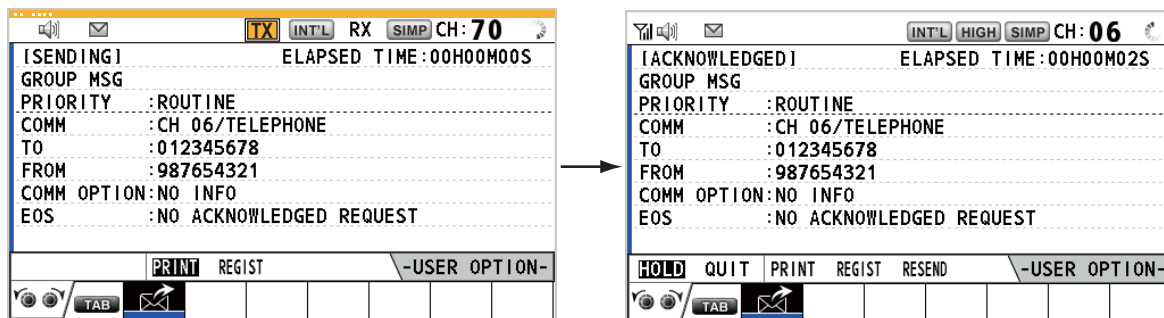 TX INT'L RX SIMP CH:70
[SENDING] ELAPSED TIME:00H00M00S
GROUP MSG
PRIORITY :ROUTINE
COMM :CH 06/TELEPHONE
TO :012345678
FROM :987654321
COMM OPTION:NO INFO
EOS :NO ACKNOWLEDGED REQUEST
PRINT REGIST -USER OPTION-
TAB
INT'L HIGH SIMP CH:06
[ACKNOWLEDGED] ELAPSED TIME:00H00M02S
GROUP MSG
PRIORITY :ROUTINE
COMM :CH 06/TELEPHONE
TO :012345678
FROM :987654321
COMM OPTION:NO INFO
EOS :NO ACKNOWLEDGED REQUEST
HOLD QUIT PRINT REGIST RESEND -USER OPTION-
TAB